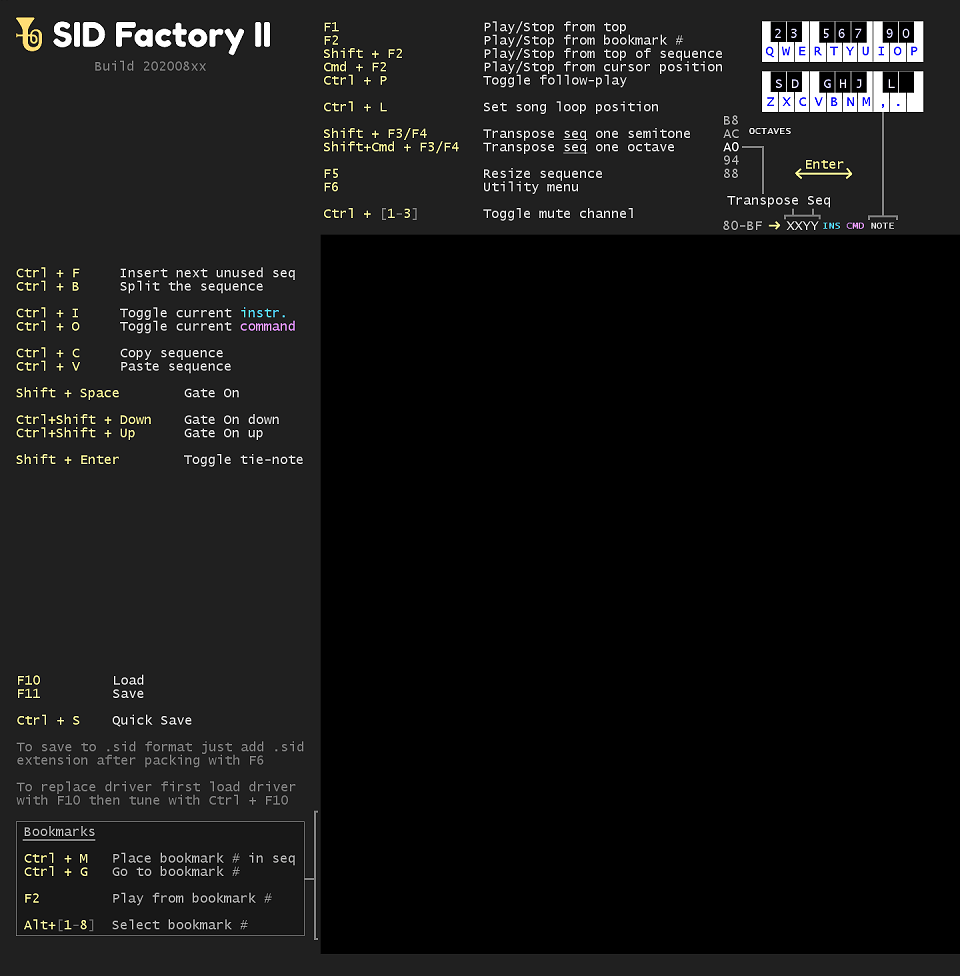 SID Factory II
Build 202008xx
F1 Play/Stop from top
F2 Play/Stop from bookmark #
Shift + F2 Play/Stop from top of sequence
Cmd + F2 Play/Stop from cursor position
Ctrl + P Toggle follow-play
Ctrl + L Set song loop position
Shift + F3/F4 Transpose seq one semitone
Shift+Cmd + F3/F4 Transpose seq one octave
F5 Resize sequence
F6 Utility menu
Ctrl + [1-3] Toggle mute channel
2 3 5 6 7 9 0
Q W E R T Y U I O P
S D G H J L
Z X C V B N M , .
B8
AC OCTAVES
A0
94
88
Enter
Transpose Seq
80-BF → XXYY INS CMD NOTE
Ctrl + F Insert next unused seq
Ctrl + B Split the sequence
Ctrl + I Toggle current instr.
Ctrl + O Toggle current command
Ctrl + C Copy sequence
Ctrl + V Paste sequence
Shift + Space Gate On
Ctrl+Shift + Down Gate On down
Ctrl+Shift + Up Gate On up
Shift + Enter Toggle tie-note
F10 Load
F11 Save
Ctrl + S Quick Save
To save to .sid format just add .sid
extension after packing with F6
To replace driver first load driver
with F10 then tune with Ctrl + F10
Bookmarks
Ctrl + M Place bookmark # in seq
Ctrl + G Go to bookmark #
F2 Play from bookmark #
Alt+[1-8] Select bookmark #